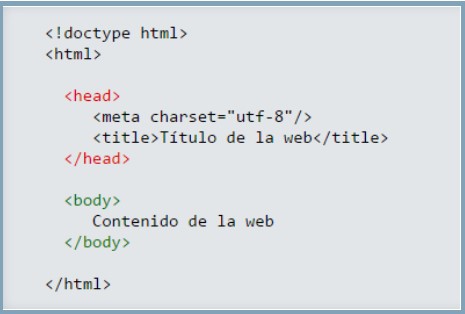 <!doctype html>
<html>
<head>
<meta charset="utf-8"/>
<title>Título de la web</title>
</head>
<body>
Contenido de la web
</body>
</html>